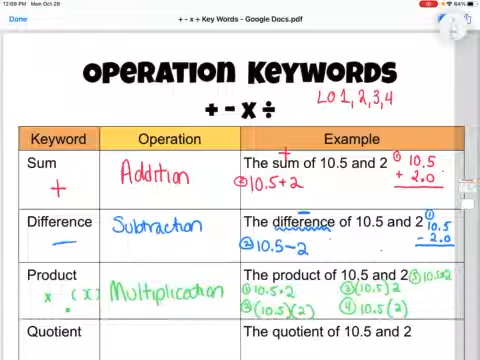 12:09 PM Mon Oct 26
64%
Done
+ - x ÷ Key Words - Google Docs.pdf
Operation Keywords
+ - x ÷
LO 1, 2, 3, 4
Keyword Operation Example
Sum
+
Addition
+
The sum of 10.5 and 2
② 10.5 + 2
① 10.5
+ 2.0
Difference
—
Subtraction
–
The difference of 10.5 and 2
② 10.5 - 2
① 10.5
- 2.0
Product
x (x)
.
Multiplication
The product of 10.5 and 2
① 10.5 · 2
③ (10.5) 2
② (10.5)(2)
④ 10.5 (2)
Quotient
The quotient of 10.5 and 2